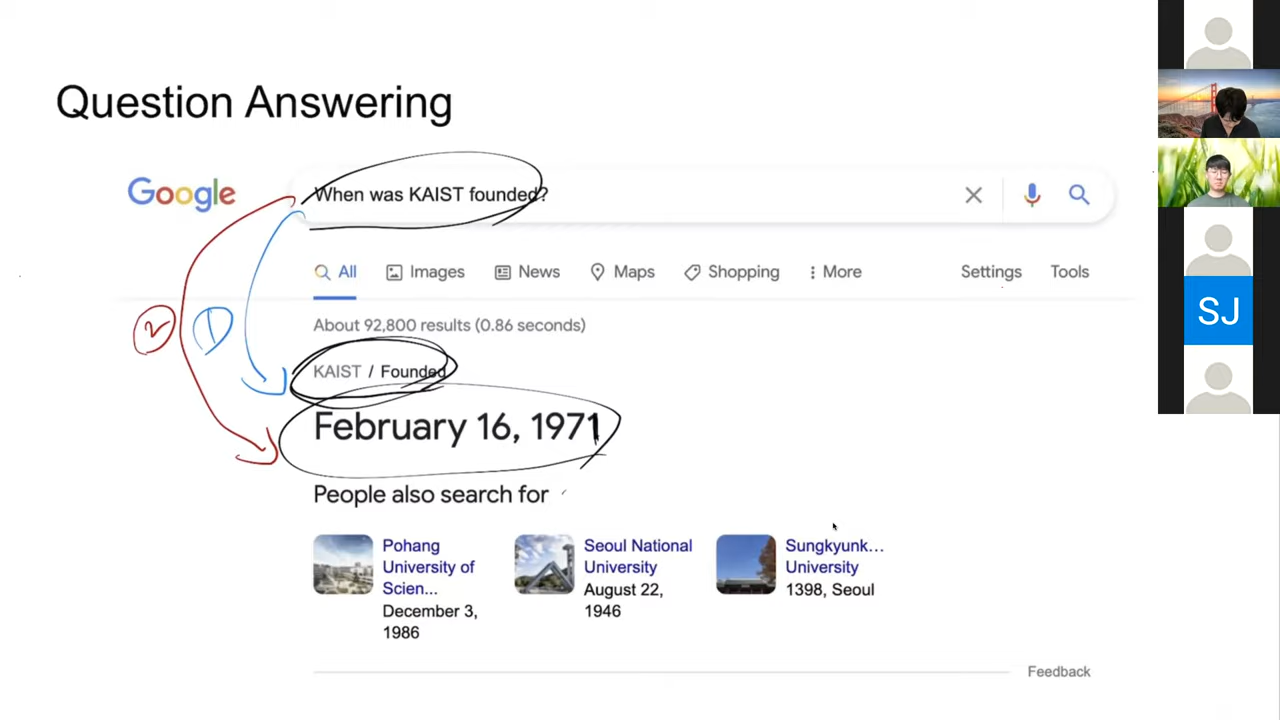 Question Answering
Google
When was KAIST founded?
All Images News Maps Shopping More Settings Tools
About 92,800 results (0.86 seconds)
2 1
KAIST / Founded
February 16, 1971
People also search for
Pohang University of Scien...
December 3, 1986
Seoul National University
August 22, 1946
Sungkyunk... University
1398, Seoul
Feedback
SJ